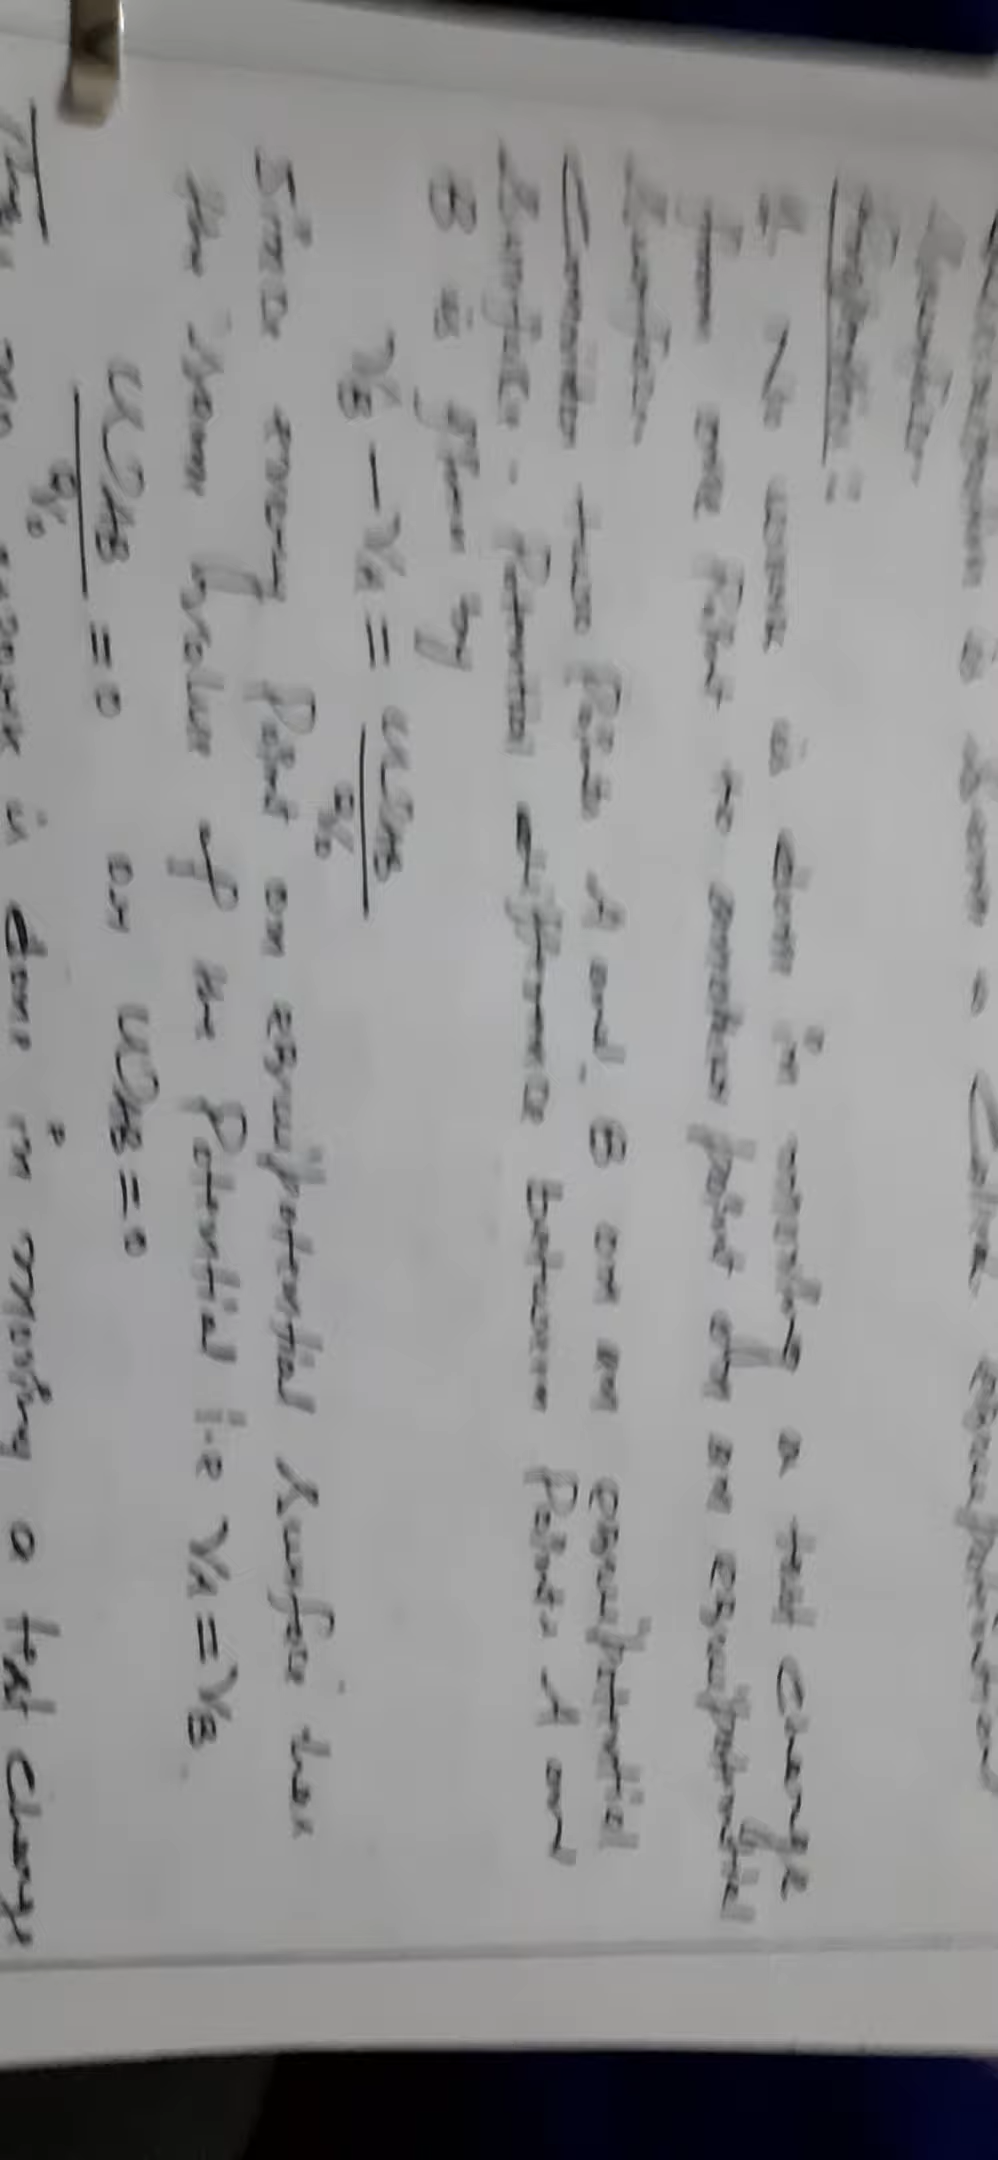 is same is called equipotential
Surface.
Properties:
1. No work is done in moving a test charge
from one Point to another point on an equipotential
Surface.
Consider two Points A and B on an equipotential
Surface. Potential difference between Points A and
B is given by
VB - VA = WAB / q0
Since every Point on equipotential surface has
the same value of the Potential i.e VA = VB
WAB / q0 = 0 or WAB = 0
Thus no work is done in moving a test charge